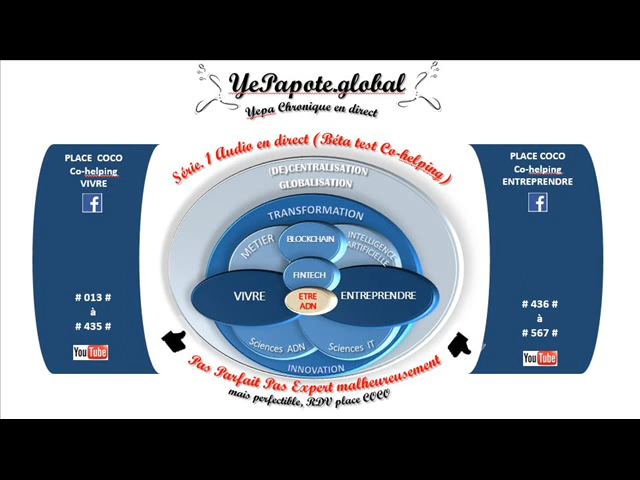 YePapote.global
Yepa Chronique en direct
Série, 1 Audio en direct ( Béta test Co-helping)
PLACE COCO
Co-helping
VIVRE
# 013 #
à
# 435 #
YouTube
(DE)CENTRALISATION
GLOBALISATION
TRANSFORMATION
METIER
BLOCKCHAIN
INTELLIGENCE
ARTIFICIELLE
FINTECH
VIVRE
ETRE
ADN
ENTREPRENDRE
Sciences ADN
Sciences IT
INNOVATION
Pas Parfait Pas Expert malheureusement
mais perfectible, RDV place COCO
PLACE COCO
Co-helping
ENTREPRENDRE
# 436 #
à
# 567 #
YouTube